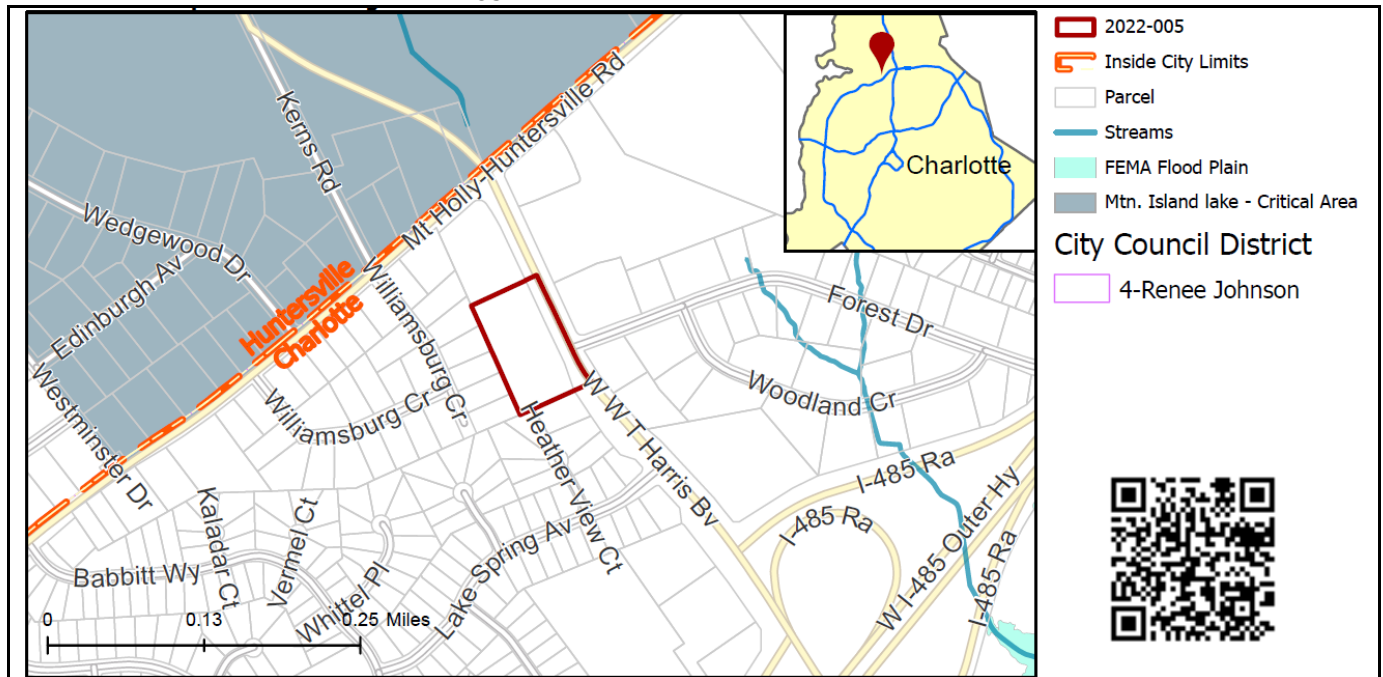 Kerns Rd
Mt Holly-Huntersville Rd
Wedgewood Dr
Edinburgh Av
Huntersville
Charlotte
Williamsburg Cr
Westminster Dr
Williamsburg Cr
Forest Dr
Woodland Cr
W W T Harris Bv
Heather View Ct
I-485 Ra
I-485 Ra
W I-485 Outer Hy
I-485 Ra
Kaladar Ct
Vermel Ct
Lake Spring Av
Babbitt Wy
Whittel Pl
0 0.13 0.25 Miles
Charlotte
2022-005
Inside City Limits
Parcel
Streams
FEMA Flood Plain
Mtn. Island lake - Critical Area
City Council District
4-Renee Johnson